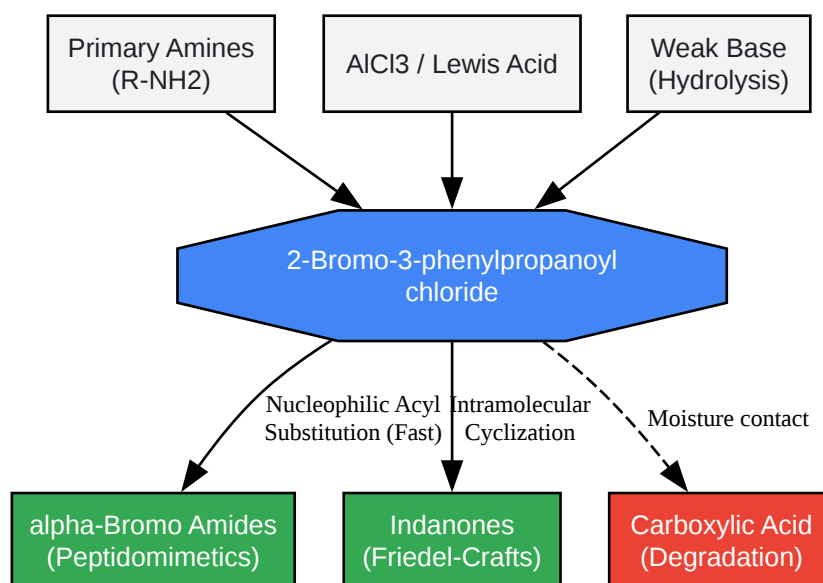 Primary Amines
(R-NH2)
AlCl3 / Lewis Acid
Weak Base
(Hydrolysis)
2-Bromo-3-phenylpropanoyl
chloride
Nucleophilic Acyl
Substitution (Fast)
Intramolecular
Cyclization
Moisture contact
alpha-Bromo Amides
(Peptidomimetics)
Indanones
(Friedel-Crafts)
Carboxylic Acid
(Degradation)